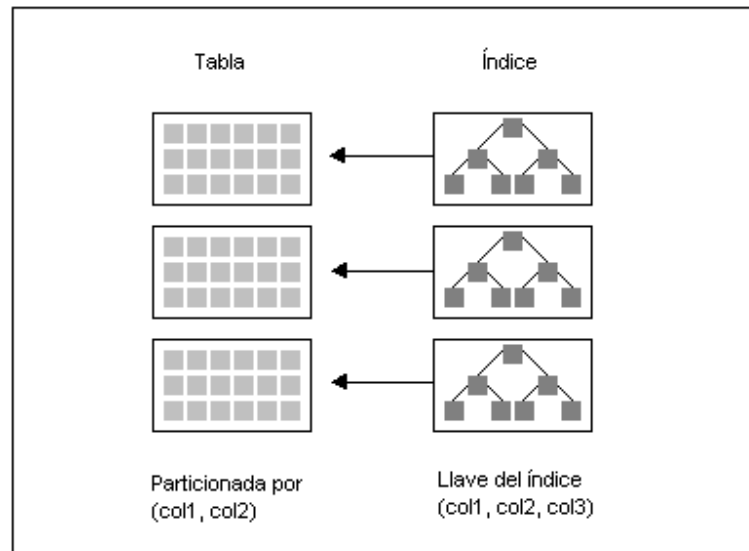 Tabla
Índice
Particionada por
(col1, col2)
Llave del índice
(col1, col2, col3)